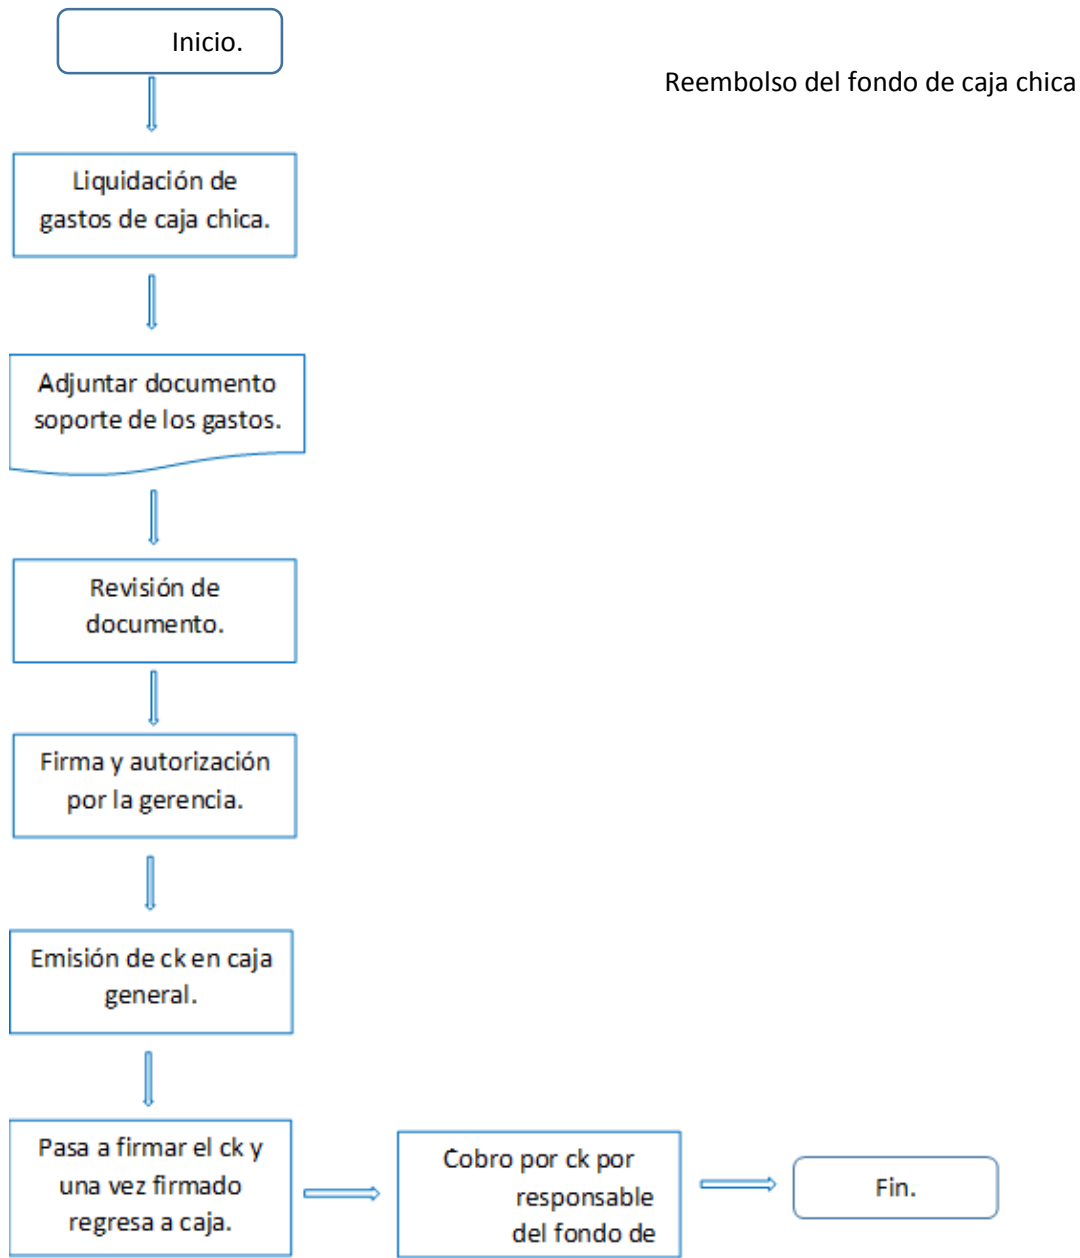 Inicio.
Reembolso del fondo de caja chica
Liquidación de
gastos de caja chica.
Adjuntar documento
soporte de los gastos.
Revisión de
documento.
Firma y autorización
por la gerencia.
Emisión de ck en caja
general.
Pasa a firmar el ck y
una vez firmado
regresa a caja.
Cobro por ck por
responsable
del fondo de
Fin.